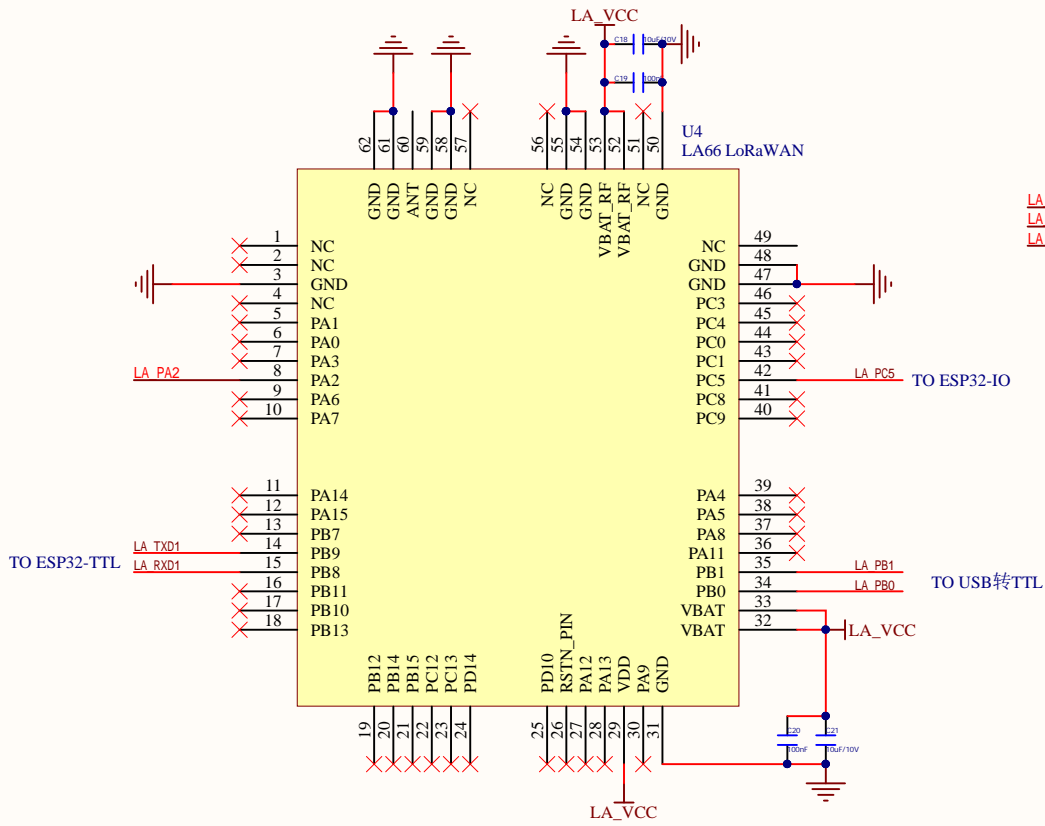 LA_VCC
C18 10uF/10V
C19 100nF
U4
LA66 LoRaWAN
62 61 60 59 58 57 56 55 54 53 52 51 50
GND GND ANT GND GND NC NC GND GND VBAT_RF VBAT_RF NC GND
LA
LA
LA
1 NC
2 NC
3 GND
4 NC
5 PA1
6 PA0
7 PA3
LA_PA2 8 PA2
9 PA6
10 PA7
11 PA14
12 PA15
13 PB7
TO ESP32-TTL
LA_TXD1 14 PB9
LA_RXD1 15 PB8
16 PB11
17 PB10
18 PB13
NC 49
GND 48
GND 47
PC3 46
PC4 45
PC0 44
PC1 43
PC5 42 LA_PC5 TO ESP32-IO
PC8 41
PC9 40
PA4 39
PA5 38
PA8 37
PA11 36
PB1 35 LA_PB1
PB0 34 LA_PB0
TO USB转TTL
VBAT 33
VBAT 32
LA_VCC
PB12 PB14 PB15 PC12 PC13 PD14 PD10 RSTN_PIN PA12 PA13 VDD PA9 GND
19 20 21 22 23 24 25 26 27 28 29 30 31
C20 100nF
C21 10uF/10V
LA_VCC